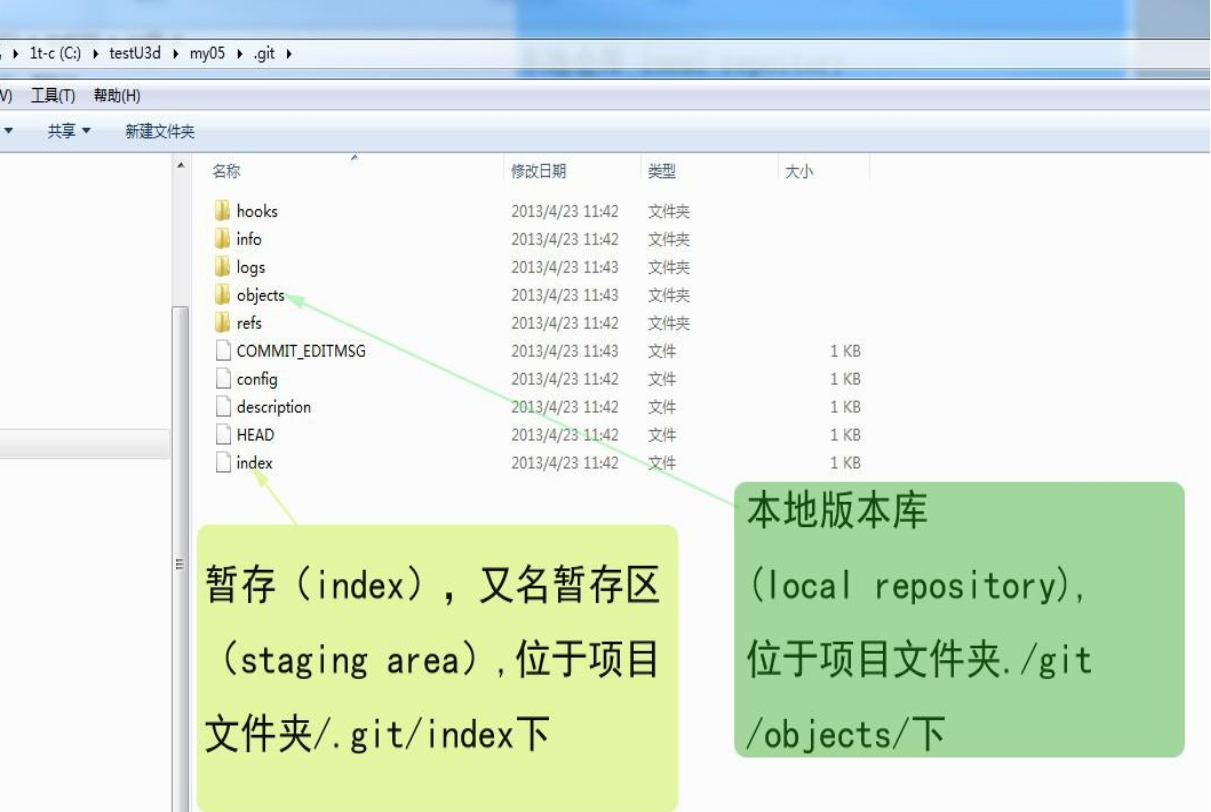 1t-c (C:) ▸ testU3d ▸ my05 ▸ .git ▸
V) 工具(T) 帮助(H)
共享 新建文件夹
名称 修改日期 类型 大小
hooks 2013/4/23 11:42 文件夹
info 2013/4/23 11:42 文件夹
logs 2013/4/23 11:43 文件夹
objects 2013/4/23 11:43 文件夹
refs 2013/4/23 11:42 文件夹
COMMIT_EDITMSG 2013/4/23 11:43 文件 1 KB
config 2013/4/23 11:42 文件 1 KB
description 2013/4/23 11:42 文件 1 KB
HEAD 2013/4/23 11:42 文件 1 KB
index 2013/4/23 11:42 文件 1 KB
暂存（index），又名暂存区
（staging area）,位于项目
文件夹/.git/index下
本地版本库
(local repository),
位于项目文件夹./git
/objects/下